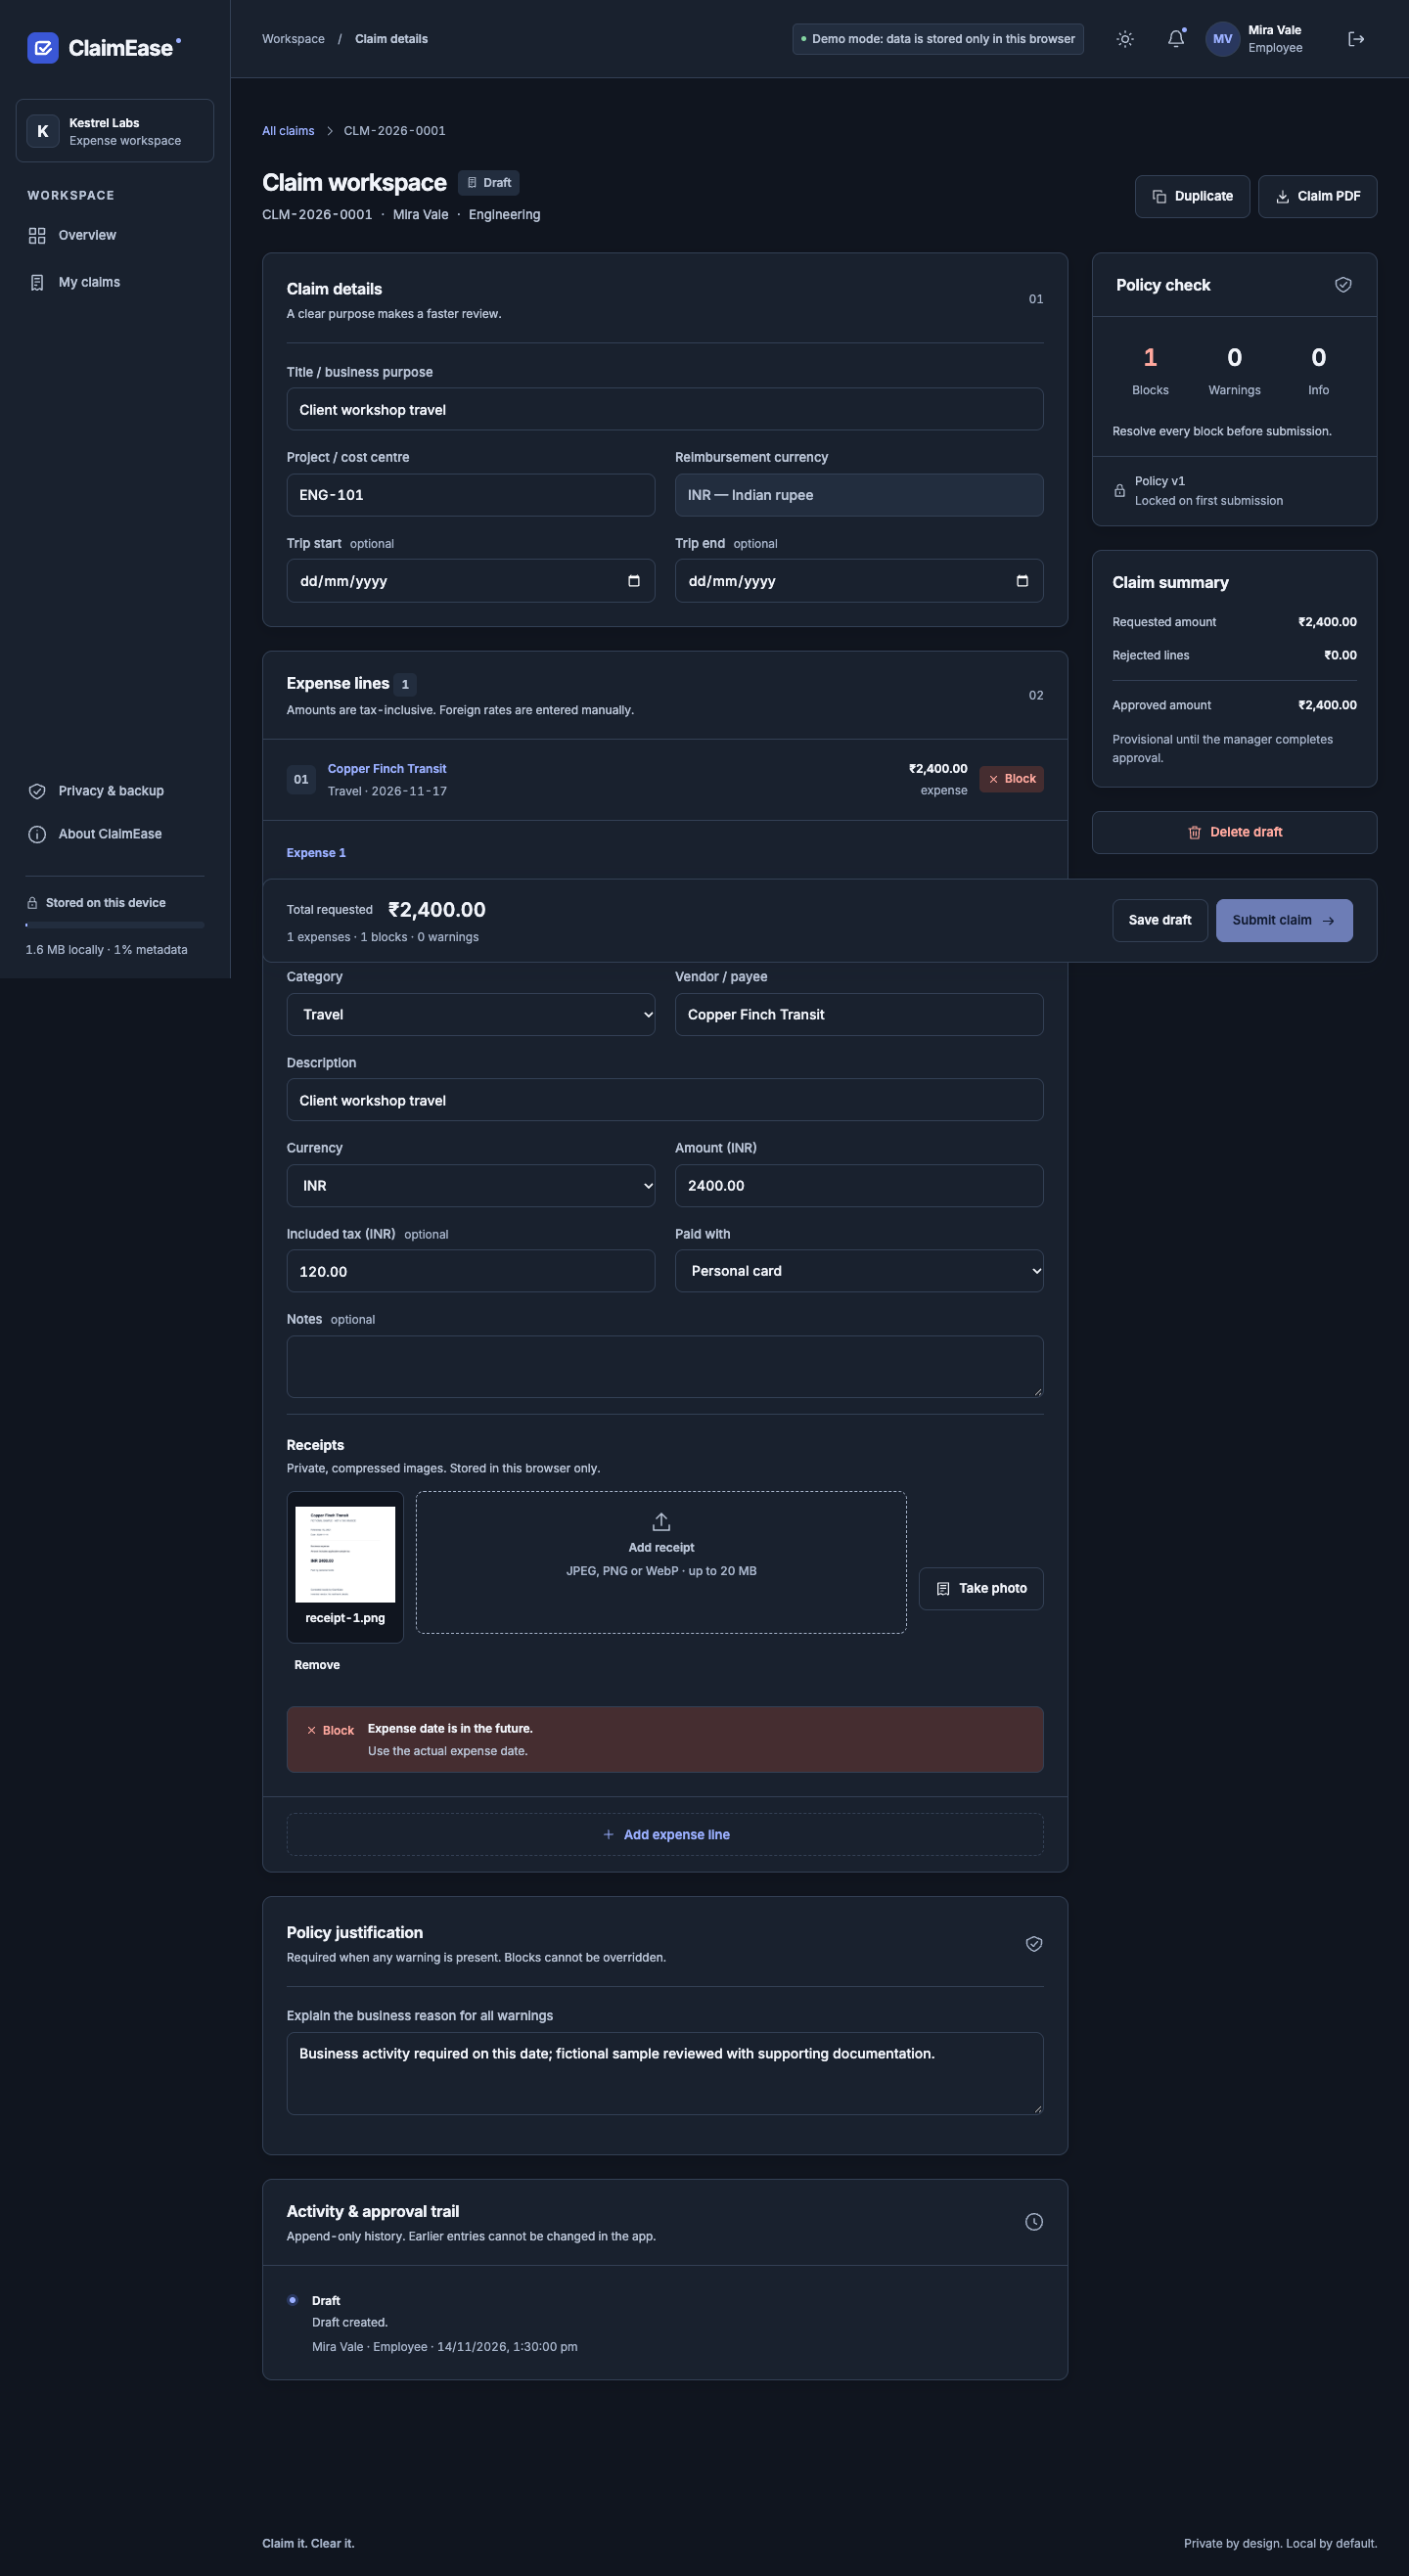 ClaimEase
Workspace / Claim details
Demo mode: data is stored only in this browser
MV
Mira Vale
Employee
K
Kestrel Labs
Expense workspace
WORKSPACE
Overview
My claims
Privacy & backup
About ClaimEase
Stored on this device
1.6 MB locally · 1% metadata
All claims > CLM-2026-0001
Claim workspace
Draft
CLM-2026-0001 · Mira Vale · Engineering
Duplicate
Claim PDF
Claim details
A clear purpose makes a faster review.
01
Title / business purpose
Client workshop travel
Project / cost centre
Reimbursement currency
ENG-101
INR — Indian rupee
Trip start optional
Trip end optional
dd/mm/yyyy
dd/mm/yyyy
Policy check
1
0
0
Blocks
Warnings
Info
Resolve every block before submission.
Policy v1
Locked on first submission
Claim summary
Requested amount ₹2,400.00
Rejected lines ₹0.00
Approved amount ₹2,400.00
Provisional until the manager completes
approval.
Delete draft
Expense lines 1
Amounts are tax-inclusive. Foreign rates are entered manually.
02
01
Copper Finch Transit
Travel · 2026-11-17
₹2,400.00
expense
Block
Expense 1
Total requested ₹2,400.00
1 expenses · 1 blocks · 0 warnings
Save draft
Submit claim
Category
Vendor / payee
Travel
Copper Finch Transit
Description
Client workshop travel
Currency
Amount (INR)
INR
2400.00
Included tax (INR) optional
Paid with
120.00
Personal card
Notes optional
Receipts
Private, compressed images. Stored in this browser only.
Copper Finch Transit
INR 2400.00
receipt-1.png
Remove
Add receipt
JPEG, PNG or WebP · up to 20 MB
Take photo
Block
Expense date is in the future.
Use the actual expense date.
Add expense line
Policy justification
Required when any warning is present. Blocks cannot be overridden.
Explain the business reason for all warnings
Business activity required on this date; fictional sample reviewed with supporting documentation.
Activity & approval trail
Append-only history. Earlier entries cannot be changed in the app.
Draft
Draft created.
Mira Vale · Employee · 14/11/2026, 1:30:00 pm
Claim it. Clear it.
Private by design. Local by default.